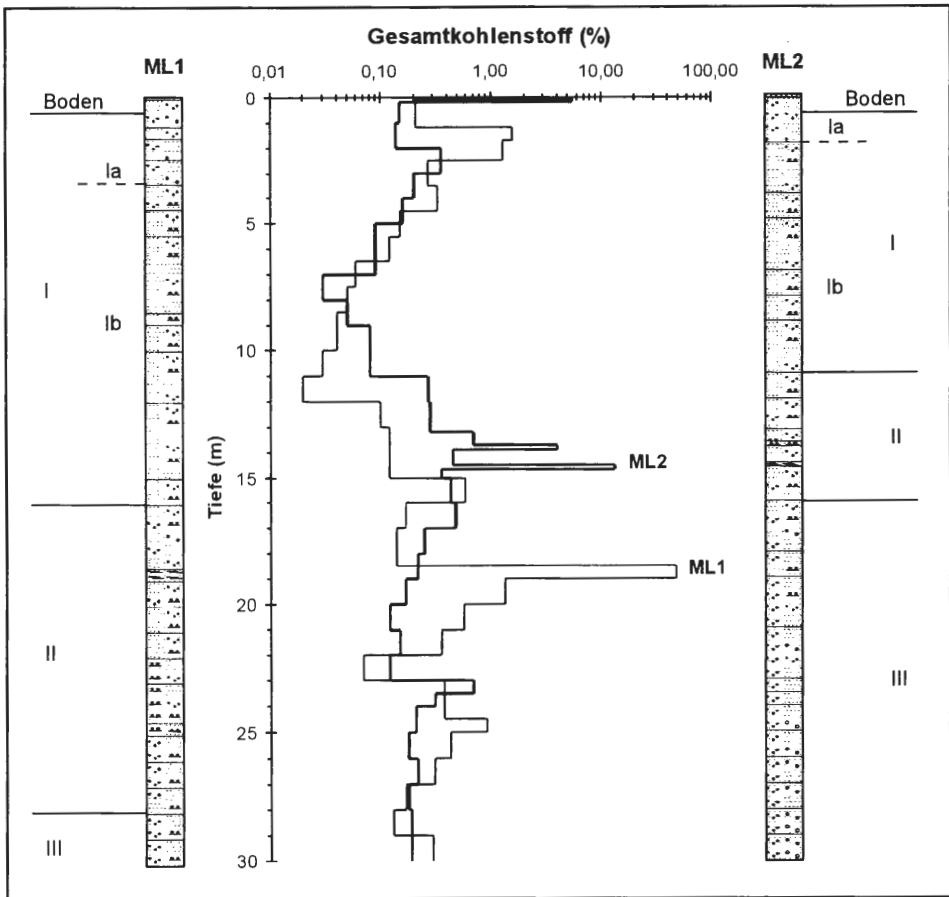 Gesamtkohlenstoff (%)
ML1
ML2
0,01 0,10 1,00 10,00 100,00
Boden
Boden
0
Ia
Ia
5
I
I
Ib
Ib
10
II
Tiefe (m)
ML2
15
ML1
20
II
III
25
III
30